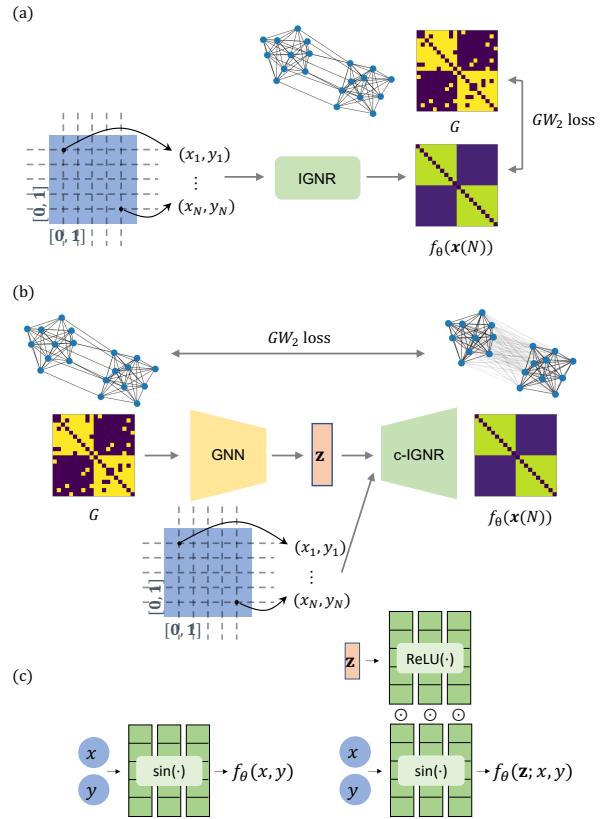 (a)
G
GW₂ loss
(x₁, y₁)
⋮
(x_N, y_N)
IGNR
f_θ(x(N))
[0, 1]
[0, 1]
(b)
GW₂ loss
G
GNN
z
c-IGNR
f_θ(x(N))
(x₁, y₁)
⋮
(x_N, y_N)
[0, 1]
[0, 1]
(c)
x
y
sin(·)
f_θ(x, y)
z
ReLU(·)
⊙ ⊙ ⊙
x
y
sin(·)
f_θ(z; x, y)